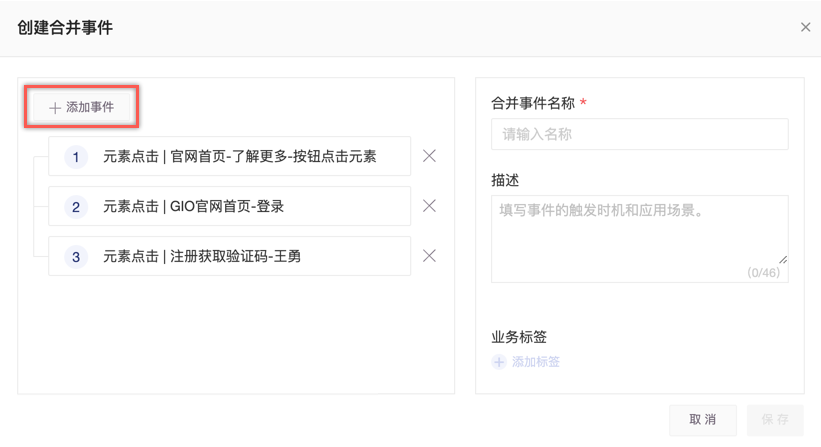 创建合并事件
添加事件
1 元素点击 | 官网首页-了解更多-按钮点击元素
2 元素点击 | GIO官网首页-登录
3 元素点击 | 注册获取验证码-王勇
合并事件名称 *
请输入名称
描述
填写事件的触发时机和应用场景。
(0/46)
业务标签
添加标签
取 消
保 存